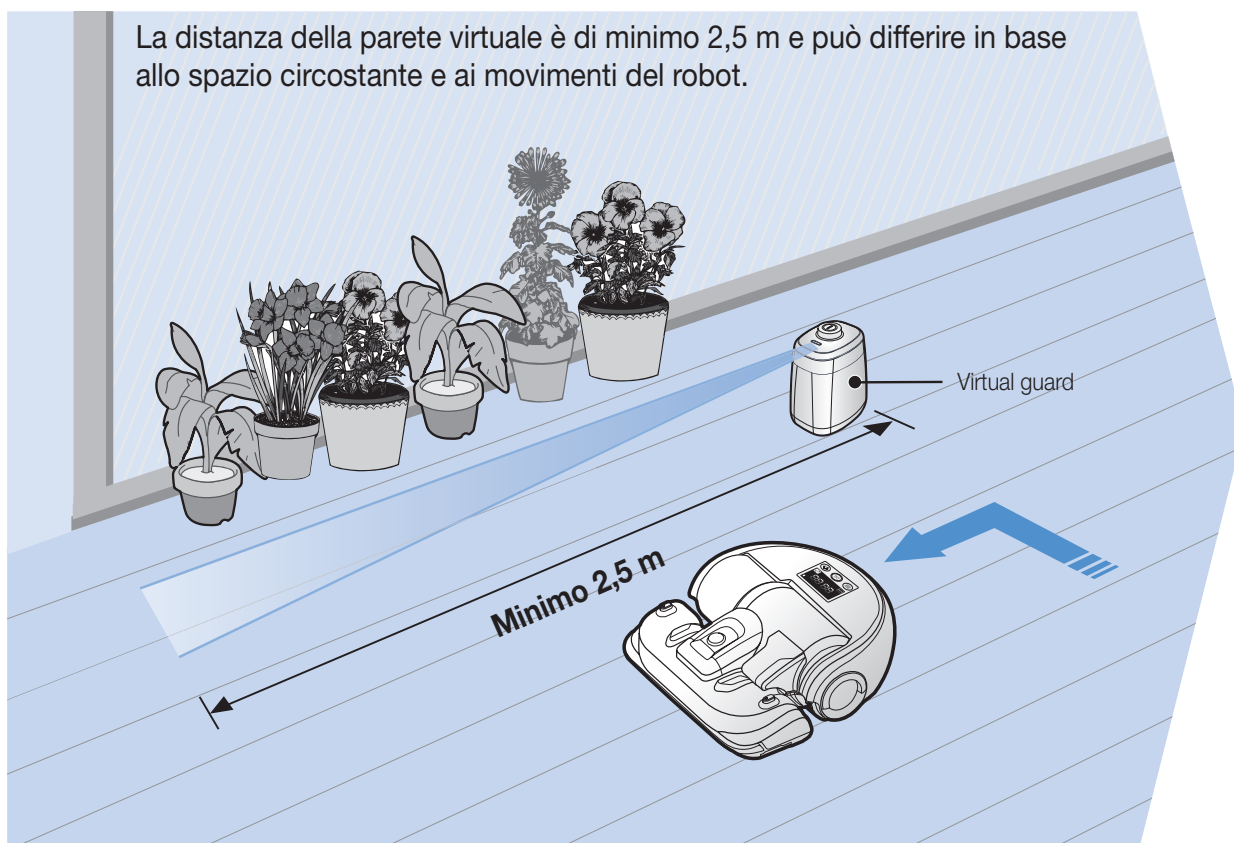 La distanza della parete virtuale è di minimo 2,5 m e può differire in base
allo spazio circostante e ai movimenti del robot.
Virtual guard
Minimo 2,5 m